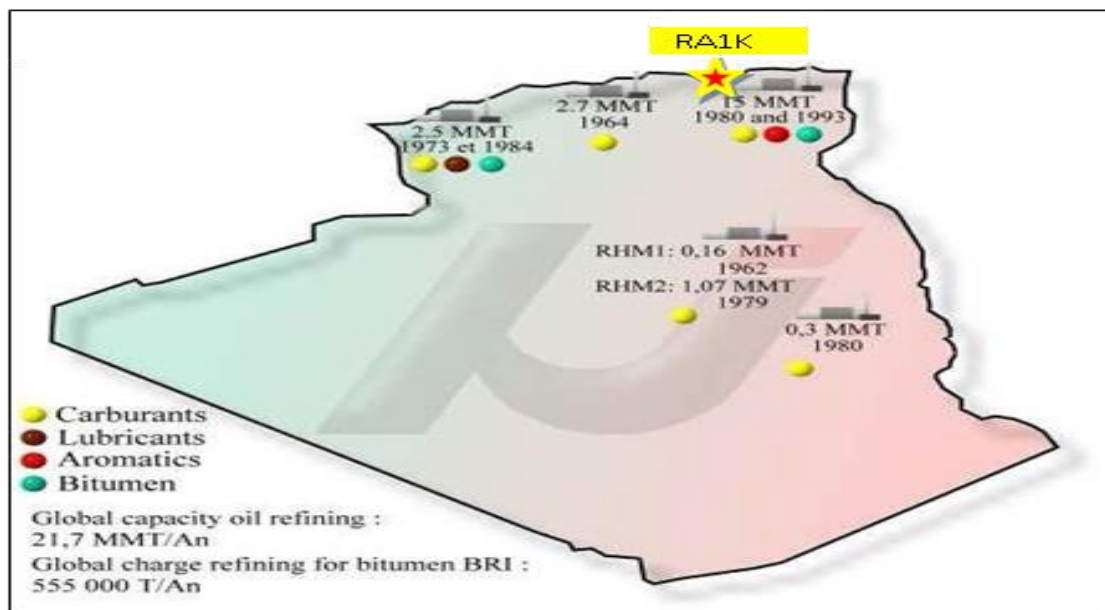 RA1K
2.5 MMT
1973 et 1984
2.7 MMT
1964
15 MMT
1980 and 1993
RHM1: 0,16 MMT
1962
RHM2: 1,07 MMT
1979
0,3 MMT
1980
Carburants
Lubricants
Aromatics
Bitumen
Global capacity oil refining :
21,7 MMT/An
Global charge refining for bitumen BRI :
555 000 T/An